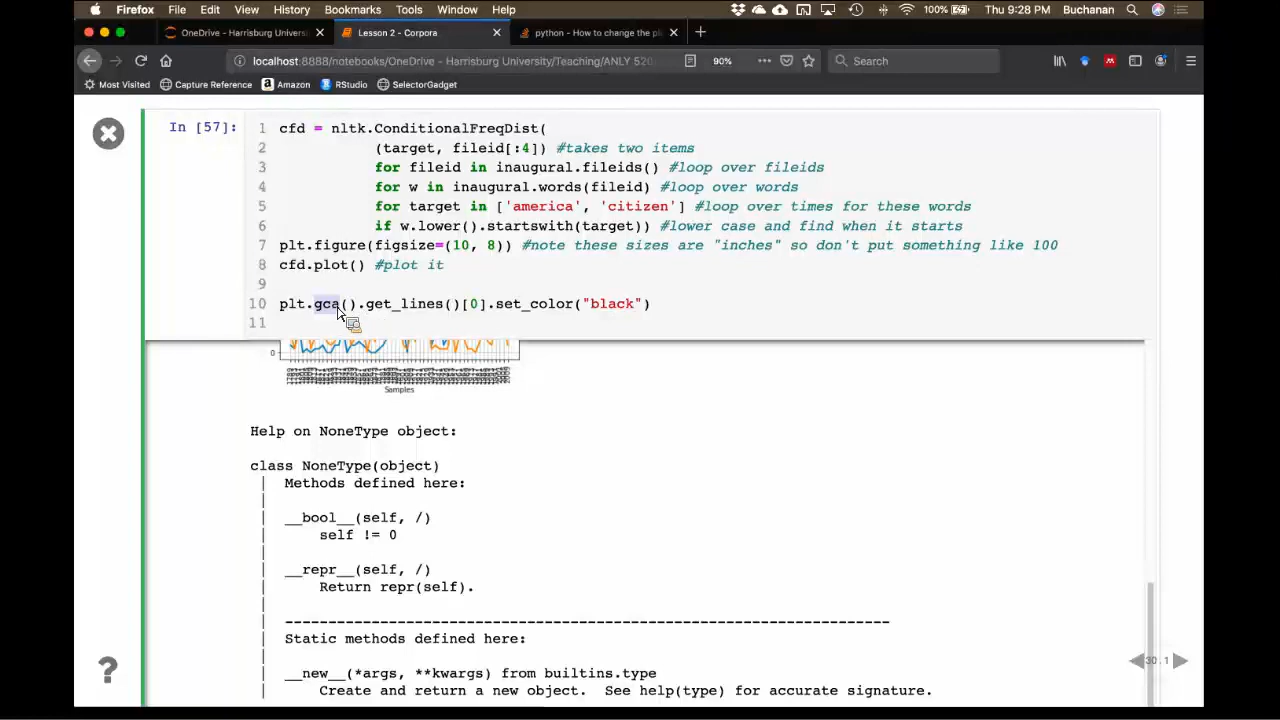 Firefox File Edit View History Bookmarks Tools Window Help 100% Thu 9:28 PM Buchanan
OneDrive - Harrisburg Universi Lesson 2 - Corpora python - How to change the pl
localhost:8888/notebooks/OneDrive - Harrisburg University/Teaching/ANLY 520 90% Search
Most Visited Capture Reference Amazon RStudio SelectorGadget
In [57]:
1 cfd = nltk.ConditionalFreqDist(
2 (target, fileid[:4]) #takes two items
3 for fileid in inaugural.fileids() #loop over fileids
4 for w in inaugural.words(fileid) #loop over words
5 for target in ['america', 'citizen'] #loop over times for these words
6 if w.lower().startswith(target)) #lower case and find when it starts
7 plt.figure(figsize=(10, 8)) #note these sizes are "inches" so don't put something like 100
8 cfd.plot() #plot it
9
10 plt.gca().get_lines()[0].set_color("black")
11
0
Samples
Help on NoneType object:
class NoneType(object)
| Methods defined here:
|
| __bool__(self, /)
| self != 0
|
| __repr__(self, /)
| Return repr(self).
|
| ----------------------------------------------------------------------
| Static methods defined here:
|
| __new__(*args, **kwargs) from builtins.type
| Create and return a new object. See help(type) for accurate signature.
? 30.1